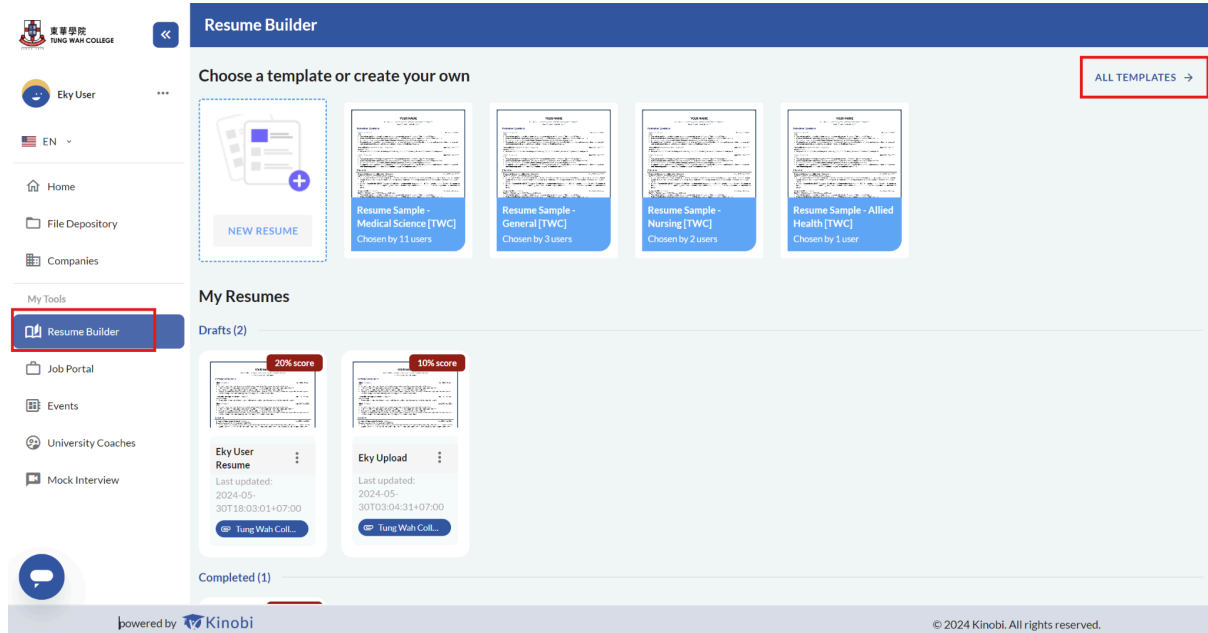 東華學院
TUNG WAH COLLEGE
Eky User
EN
Home
File Depository
Companies
My Tools
Resume Builder
Job Portal
Events
University Coaches
Mock Interview
Resume Builder
Choose a template or create your own
ALL TEMPLATES →
NEW RESUME
YOUR NAME
Resume Sample -
Medical Science [TWC]
Chosen by 11 users
YOUR NAME
Resume Sample -
General [TWC]
Chosen by 3 users
YOUR NAME
Resume Sample -
Nursing [TWC]
Chosen by 2 users
YOUR NAME
Resume Sample - Allied
Health [TWC]
Chosen by 1 user
My Resumes
Drafts (2)
20% score
Eky User
Resume
Last updated:
2024-05-
30T18:03:01+07:00
Tung Wah Coll...
10% score
Eky Upload
Last updated:
2024-05-
30T03:04:31+07:00
Tung Wah Coll...
Completed (1)
powered by Kinobi
© 2024 Kinobi. All rights reserved.